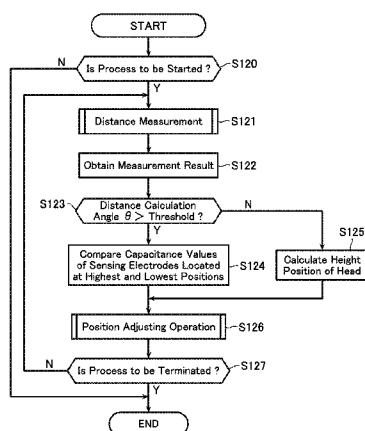 START
N
Is Process to be Started ?
S120
Y
Distance Measurement
S121
Obtain Measurement Result
S122
S123
Distance Calculation
Angle θ > Threshold ?
N
Y
S125
Compare Capacitance Values
of Sensing Electrodes Located
at Highest and Lowest Positions
S124
Calculate Height
Position of Head
Position Adjusting Operation
S126
N
Is Process to be Terminated ?
S127
Y
END